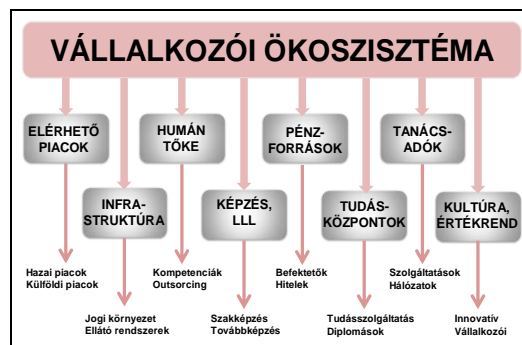 VÁLLALKOZÓI ÖKOSZISZTÉMA
ELÉRHETŐ
PIACOK
HUMÁN
TŐKE
PÉNZ-
FORRÁSOK
TANÁCS-
ADÓK
INFRA-
STRUKTÚRA
KÉPZÉS,
LLL
TUDÁS-
KÖZPONTOK
KULTÚRA,
ÉRTÉKREND
Hazai piacok
Külföldi piacok
Kompetenciák
Outsorcing
Befektetők
Hitelek
Szolgáltatások
Hálózatok
Jogi környezet
Ellátó rendszerek
Szakképzés
Továbbképzés
Tudásszolgáltatás
Diplomások
Innovatív
Vállalkozói